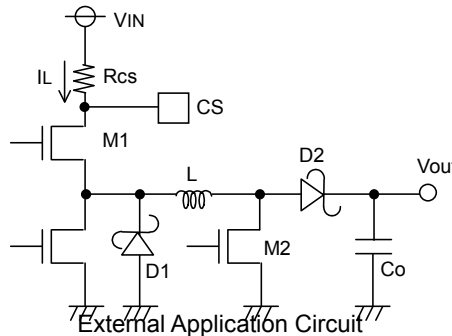 VIN
IL
Rcs
CS
M1
D2
L
Vout
M2
D1
Co
External Application Circuit